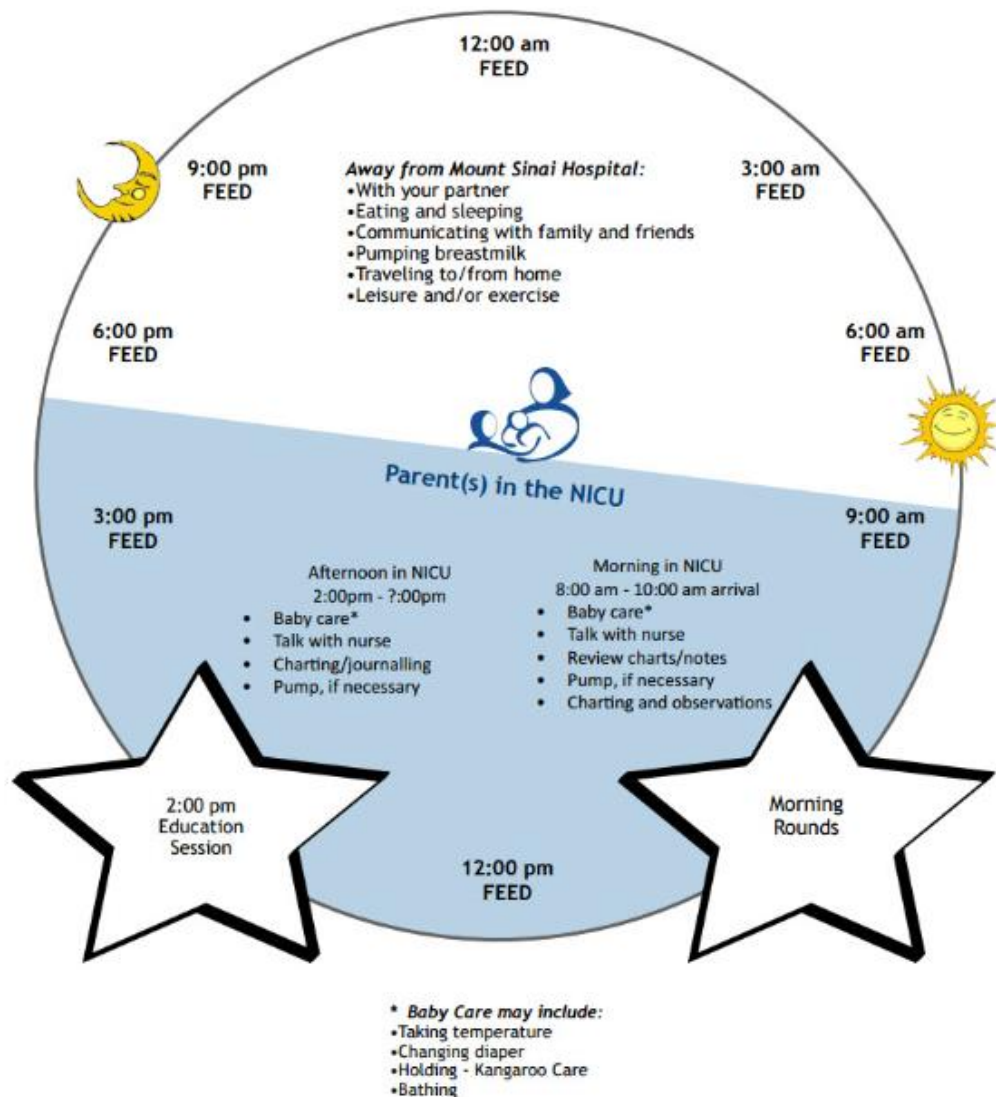 12:00 am
FEED
9:00 pm
FEED
3:00 am
FEED
Away from Mount Sinai Hospital:
•With your partner
•Eating and sleeping
•Communicating with family and friends
•Pumping breastmilk
•Traveling to/from home
•Leisure and/or exercise
6:00 pm
FEED
6:00 am
FEED
Parent(s) in the NICU
3:00 pm
FEED
9:00 am
FEED
Afternoon in NICU
2:00pm - ?:00pm
• Baby care*
• Talk with nurse
• Charting/journalling
• Pump, if necessary
Morning in NICU
8:00 am - 10:00 am arrival
• Baby care*
• Talk with nurse
• Review charts/notes
• Pump, if necessary
• Charting and observations
2:00 pm
Education
Session
Morning
Rounds
12:00 pm
FEED
* Baby Care may include:
•Taking temperature
•Changing diaper
•Holding - Kangaroo Care
•Bathing